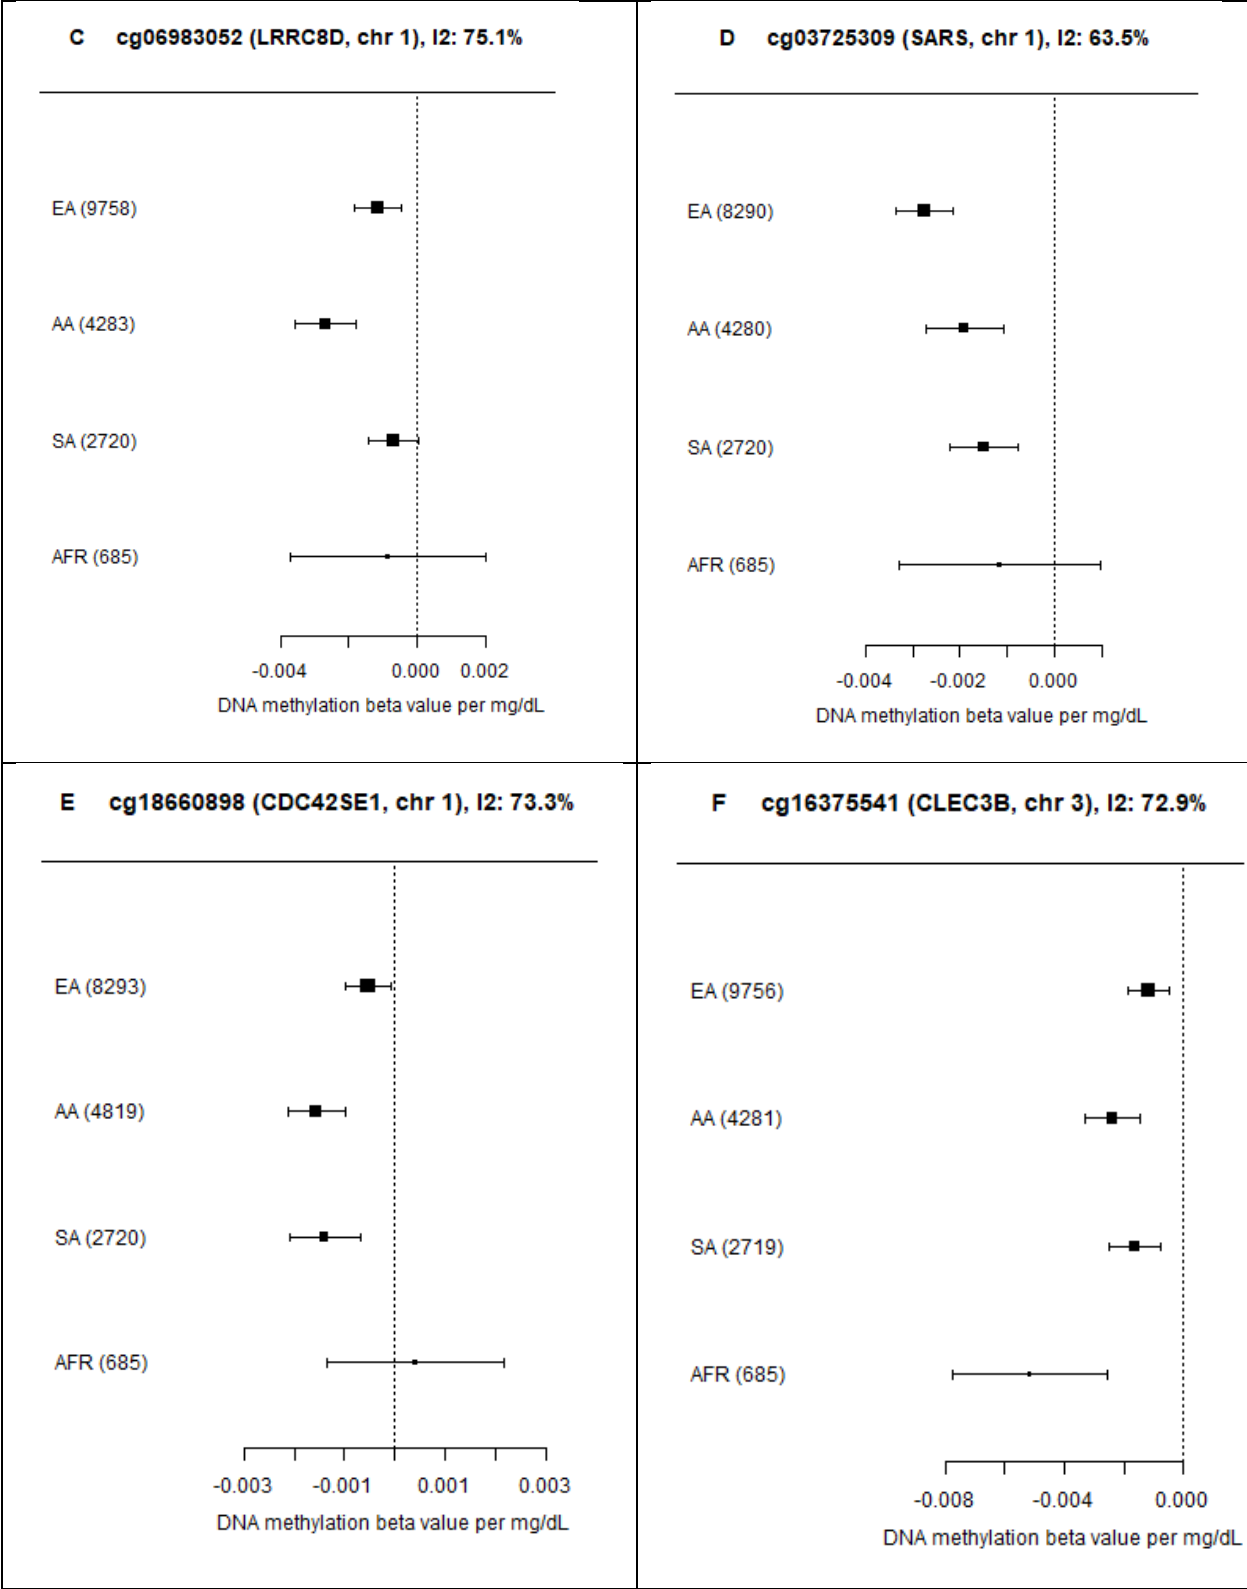 C cg06983052 (LRRC8D, chr 1), I2: 75.1%
EA (9758)
AA (4283)
SA (2720)
AFR (685)
-0.004 0.000 0.002
DNA methylation beta value per mg/dL
D cg03725309 (SARS, chr 1), I2: 63.5%
EA (8290)
AA (4280)
SA (2720)
AFR (685)
-0.004 -0.002 0.000
DNA methylation beta value per mg/dL
E cg18660898 (CDC42SE1, chr 1), I2: 73.3%
EA (8293)
AA (4819)
SA (2720)
AFR (685)
-0.003 -0.001 0.001 0.003
DNA methylation beta value per mg/dL
F cg16375541 (CLEC3B, chr 3), I2: 72.9%
EA (9756)
AA (4281)
SA (2719)
AFR (685)
-0.008 -0.004 0.000
DNA methylation beta value per mg/dL